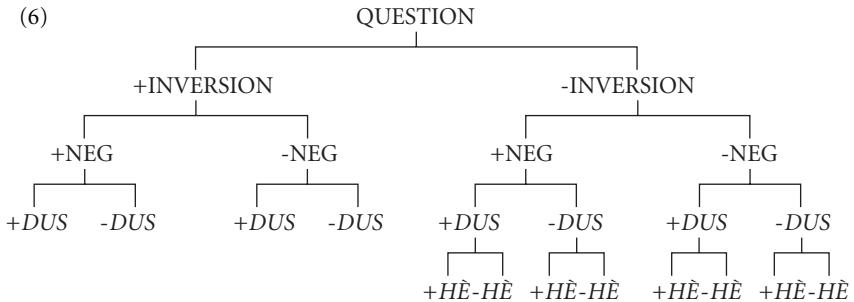 (6) QUESTION
+INVERSION -INVERSION
+NEG -NEG +NEG -NEG
+DUS -DUS +DUS -DUS +DUS -DUS +DUS -DUS
+HÈ-HÈ +HÈ-HÈ +HÈ-HÈ +HÈ-HÈ